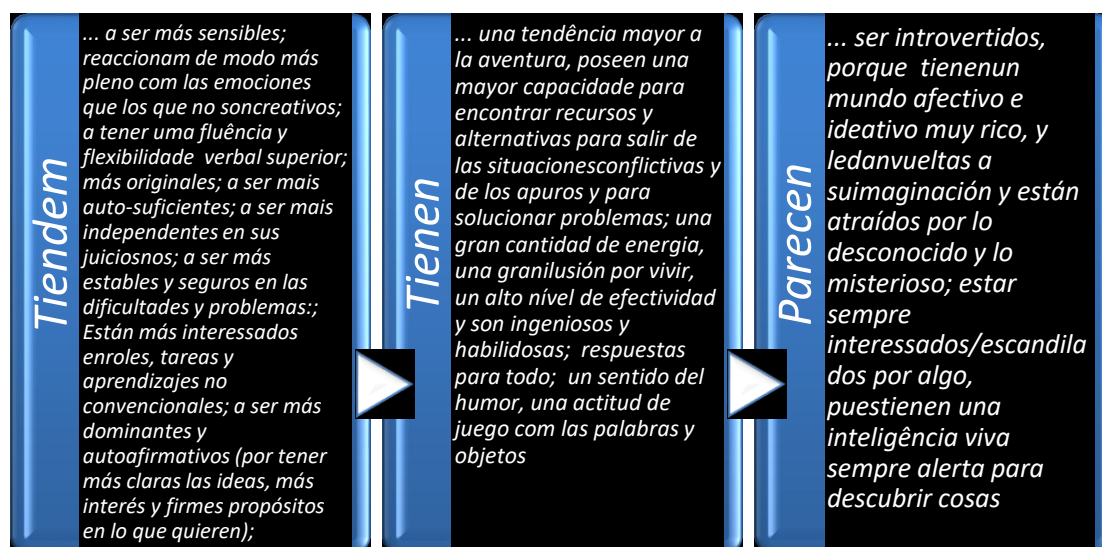 Tiendem
... a ser más sensibles;
reaccionam de modo más
pleno com las emociones
que los que no soncreativos;
a tener uma fluência y
flexibilidade  verbal superior;
más originales; a ser mais
auto-suficientes; a ser mais
independentes en sus
juiciosnos; a ser más
estables y seguros en las
dificultades y problemas:;
Están más interessados
enroles, tareas y
aprendizajes no
convencionales; a ser más
dominantes y
autoafirmativos (por tener
más claras las ideas, más
interés y firmes propósitos
en lo que quieren);
Tienen
... una tendência mayor a
la aventura, poseen una
mayor capacidade para
encontrar recursos y
alternativas para salir de
las situacionesconflictivas y
de los apuros y para
solucionar problemas; una
gran cantidad de energia,
una granilusión por vivir,
un alto nível de efectividad
y son ingeniosos y
habilidosas;  respuestas
para todo;  un sentido del
humor, una actitud de
juego com las palabras y
objetos
Parecen
... ser introvertidos,
porque  tienenun
mundo afectivo e
ideativo muy rico, y
ledanvueltas a
suimaginación y están
atraídos por lo
desconocido y lo
misterioso; estar
sempre
interessados/escandila
dos por algo,
puestienen una
inteligência viva
sempre alerta para
descubrir cosas